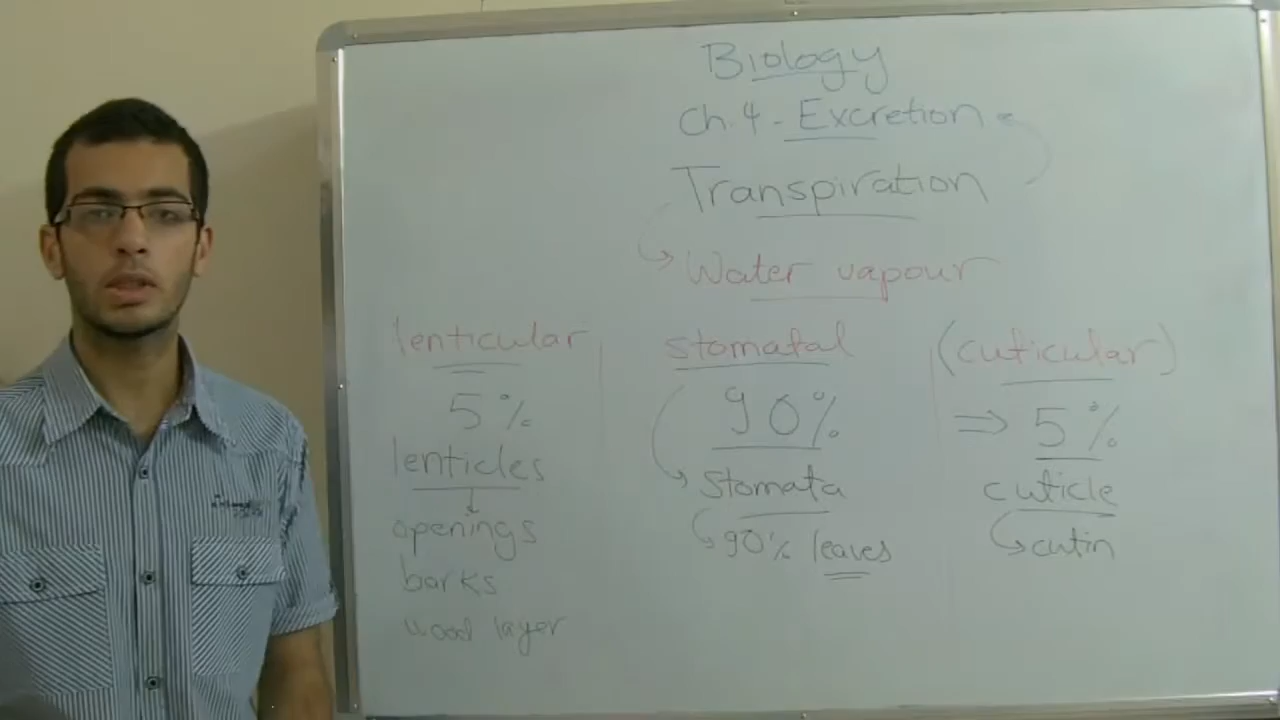 Biology
Ch.4 - Excretion
Transpiration
Water vapour
lenticular
5%
lenticles
openings
barks
wood layer
stomatal
90%
stomata
90% leaves
(cuticular)
⇒ 5%
cuticle
cutin